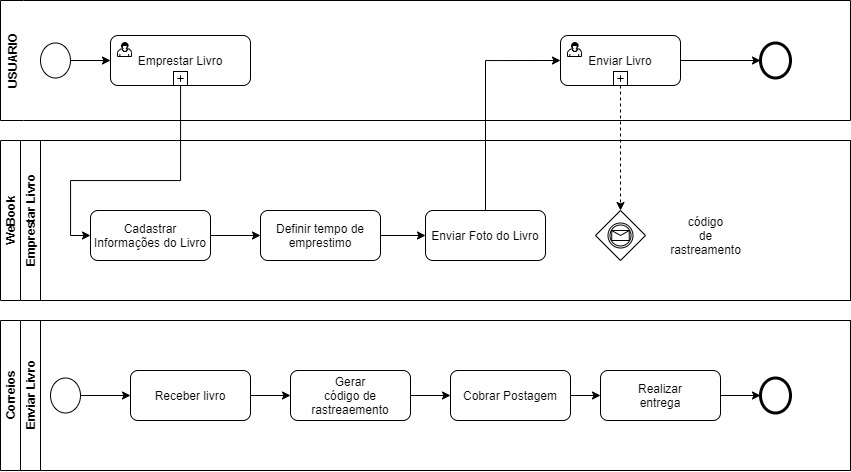 USUÁRIO
Emprestar Livro
Enviar Livro
WeBook
Emprestar Livro
Cadastrar
Informações do Livro
Definir tempo de
emprestimo
Enviar Foto do Livro
código
de
rastreamento
Correios
Enviar Livro
Receber livro
Gerar
código de
rastreaemento
Cobrar Postagem
Realizar
entrega